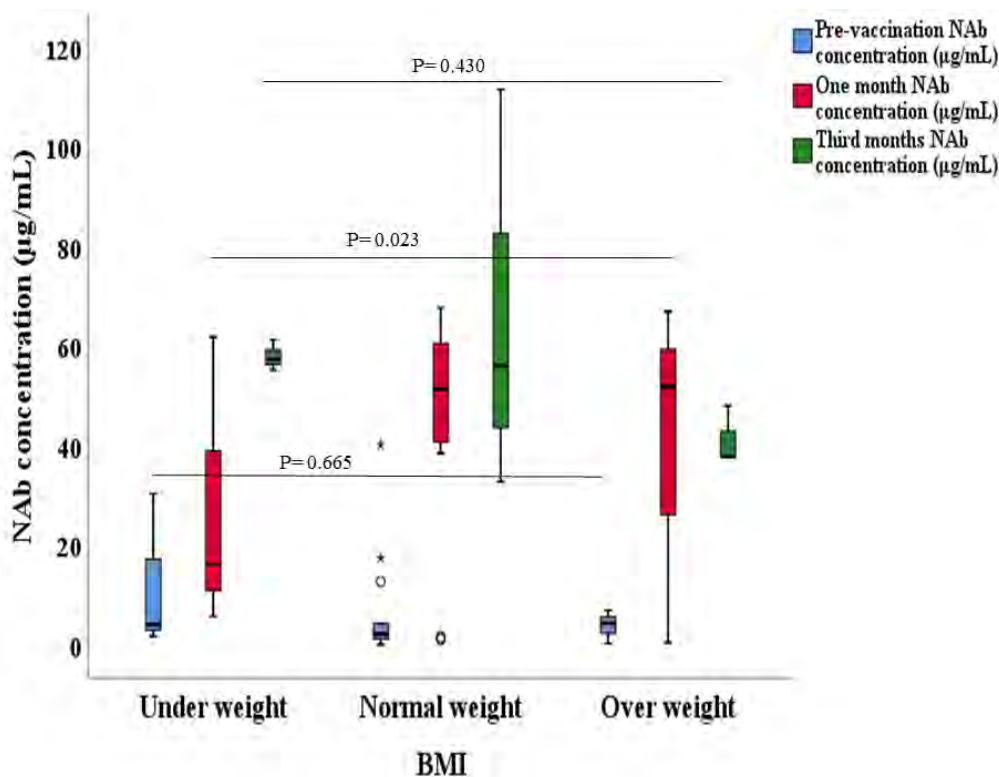 Pre-vaccination NAb
concentration (µg/mL)
One month NAb
concentration (µg/mL)
Third months NAb
concentration (µg/mL)
P= 0.430
P= 0.023
P= 0.665
NAb concentration (µg/mL)
120
100
80
60
40
20
0
Under weight
Normal weight
Over weight
BMI